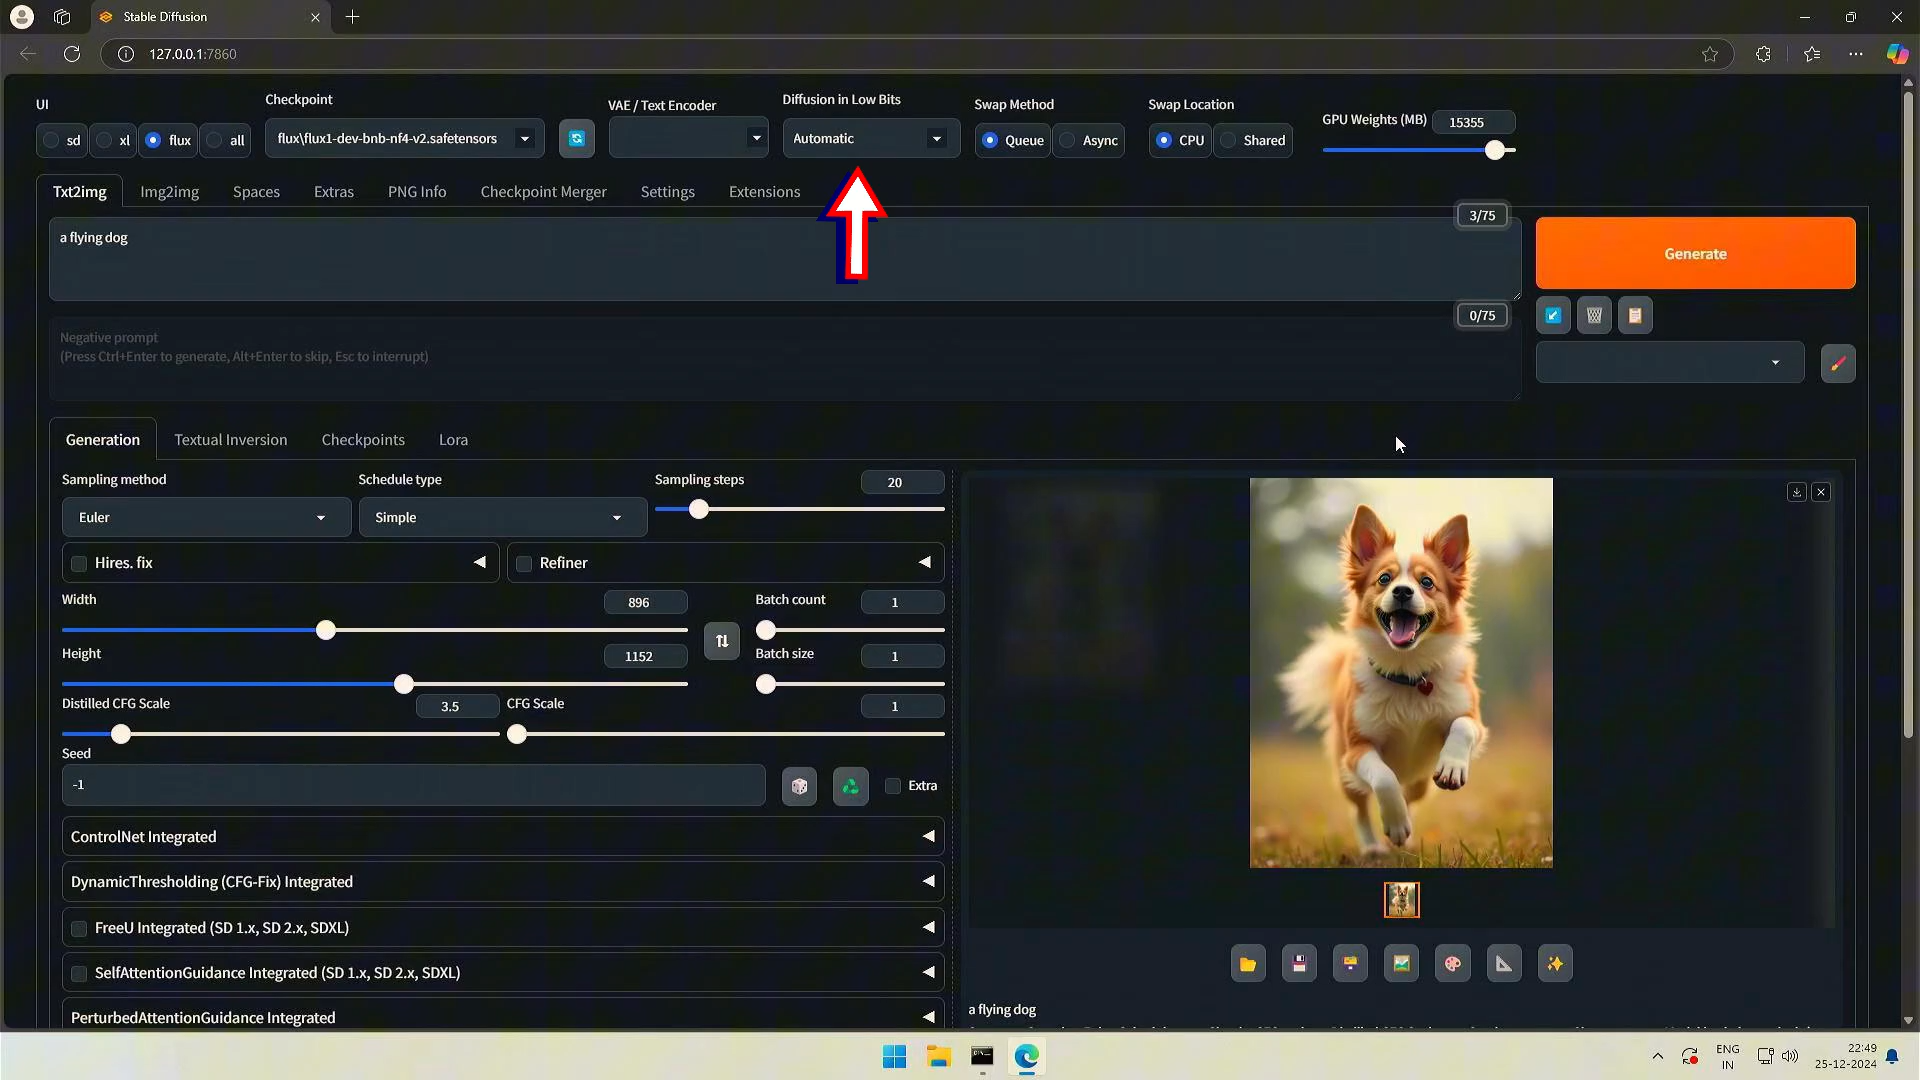 Stable Diffusion
127.0.0.1:7860
UI
Checkpoint
VAE / Text Encoder
Diffusion in Low Bits
Swap Method
Swap Location
GPU Weights (MB)
15355
sd
xl
flux
all
flux\flux1-dev-bnb-nf4-v2.safetensors
Automatic
Queue
Async
CPU
Shared
Txt2img
Img2img
Spaces
Extras
PNG Info
Checkpoint Merger
Settings
Extensions
3/75
a flying dog
Generate
0/75
Negative prompt
(Press Ctrl+Enter to generate, Alt+Enter to skip, Esc to interrupt)
Generation
Textual Inversion
Checkpoints
Lora
Sampling method
Schedule type
Sampling steps
20
Euler
Simple
Hires. fix
Refiner
Width
896
Batch count
1
Height
1152
Batch size
1
Distilled CFG Scale
3.5
CFG Scale
1
Seed
-1
Extra
ControlNet Integrated
DynamicThresholding (CFG-Fix) Integrated
FreeU Integrated (SD 1.x, SD 2.x, SDXL)
SelfAttentionGuidance Integrated (SD 1.x, SD 2.x, SDXL)
PerturbedAttentionGuidance Integrated
a flying dog
ENG
IN
22:49
25-12-2024